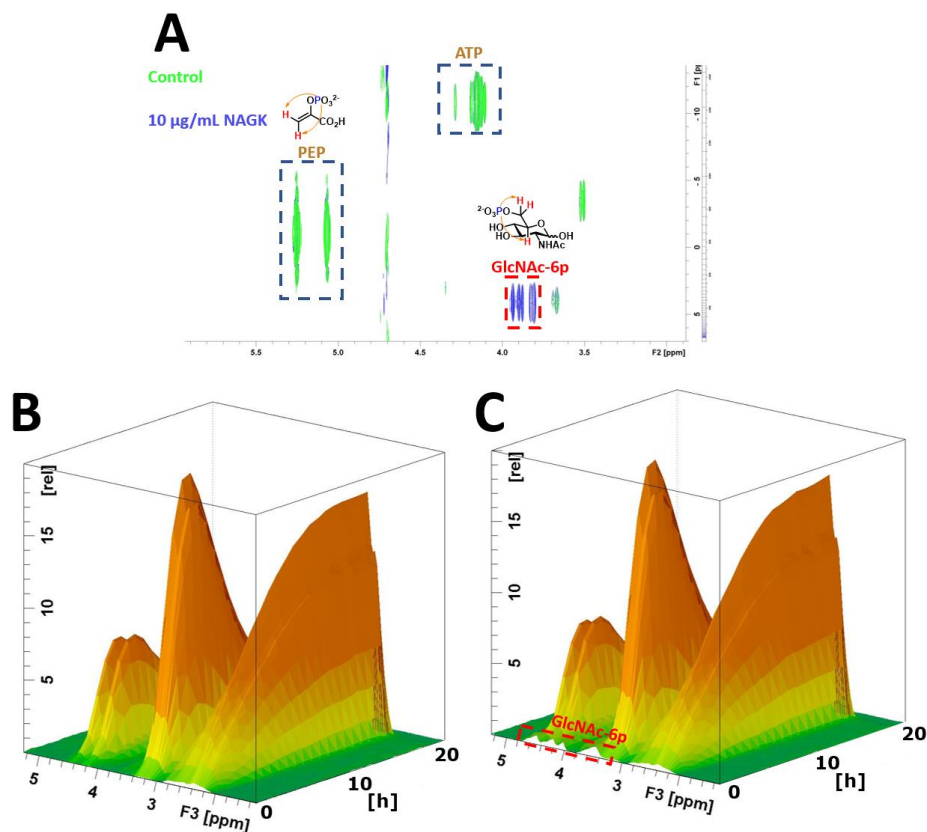 A
Control
10 µg/mL NAGK
OPO₃²⁻
H
CO₂H
H
PEP
ATP
²⁻O₃P
O
H
H
HO
HO
O
H
NHAc
OH
GlcNAc-6p
F1 [p
- 10
- 5
0
5
5.5
5.0
4.5
4.0
3.5
F2 [ppm]
B
[rel]
15
10
5
5
4
3
F3 [ppm]
0
10
20
[h]
C
[rel]
15
10
5
GlcNAc-6p
5
4
3
F3 [ppm]
0
10
20
[h]